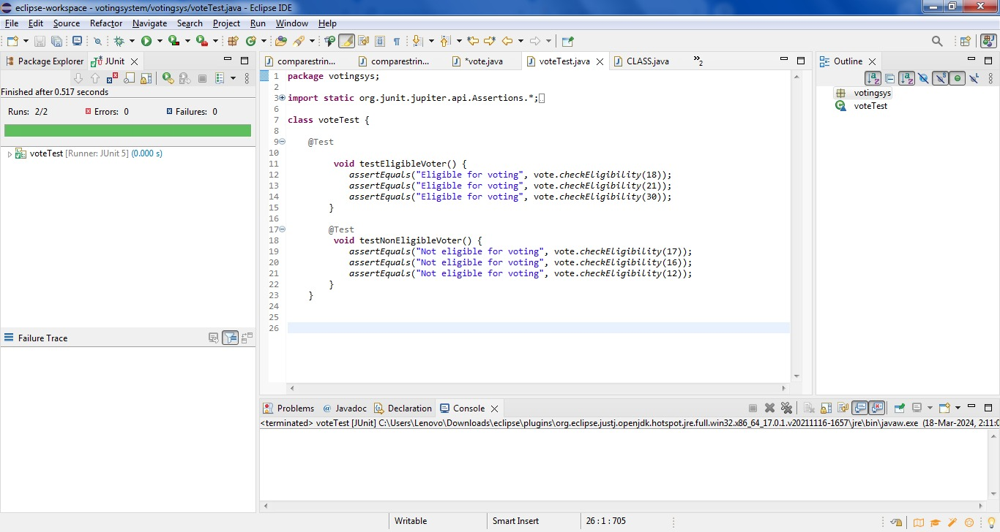 eclipse-workspace - votingsystem/votingsys/voteTest.java - Eclipse IDE
File Edit Source Refactor Navigate Search Project Run Window Help
Package Explorer JUnit
Finished after 0.517 seconds
Runs: 2/2 Errors: 0 Failures: 0
voteTest [Runner: JUnit 5] (0.000 s)
Failure Trace
comparestrin... comparestrin... *vote.java voteTest.java CLASS.java »2
1 package votingsys;
2
3 import static org.junit.jupiter.api.Assertions.*;
6
7 class voteTest {
8
9 @Test
10
11 void testEligibleVoter() {
12 assertEquals("Eligible for voting", vote.checkEligibility(18));
13 assertEquals("Eligible for voting", vote.checkEligibility(21));
14 assertEquals("Eligible for voting", vote.checkEligibility(30));
15 }
16
17 @Test
18 void testNonEligibleVoter() {
19 assertEquals("Not eligible for voting", vote.checkEligibility(17));
20 assertEquals("Not eligible for voting", vote.checkEligibility(16));
21 assertEquals("Not eligible for voting", vote.checkEligibility(12));
22 }
23 }
24
25
26
Outline
votingsys
voteTest
Problems Javadoc Declaration Console
<terminated> voteTest [JUnit] C:\Users\Lenovo\Downloads\eclipse\plugins\org.eclipse.justj.openjdk.hotspot.jre.full.win32.x86_64_17.0.1.v20211116-1657\jre\bin\javaw.exe (18-Mar-2024, 2:11:0
Writable Smart Insert 26 : 1 : 705